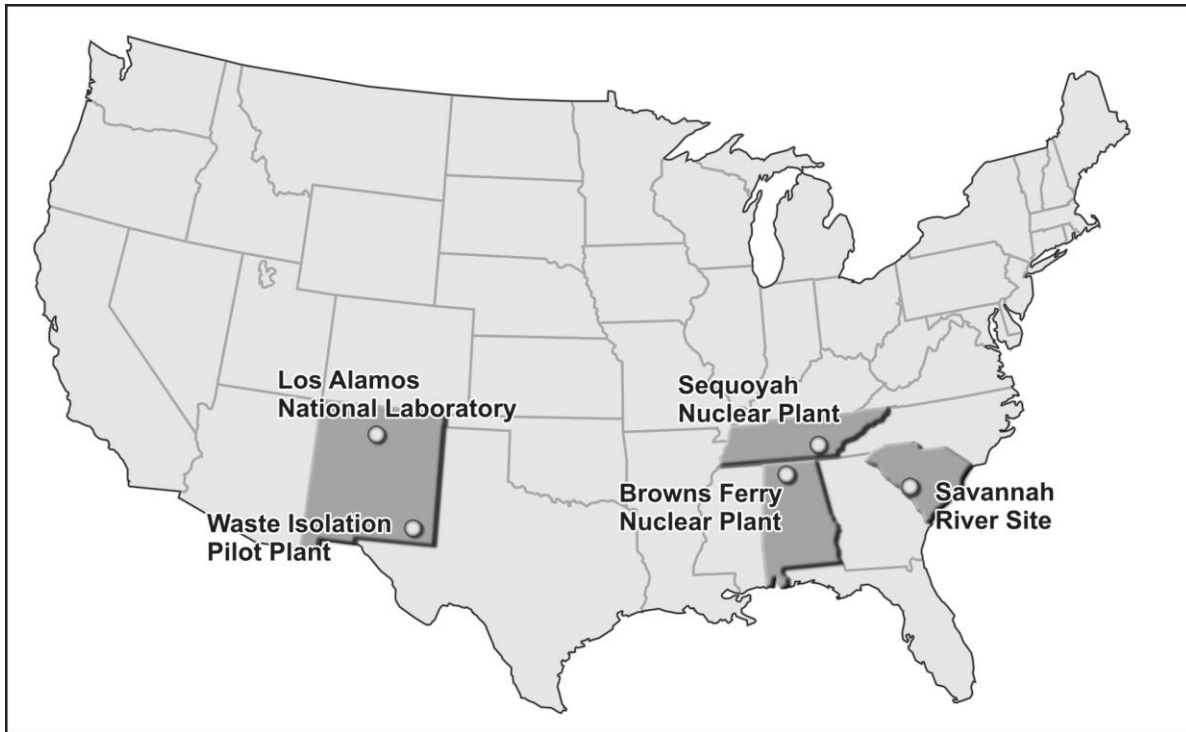 Los Alamos
National Laboratory
Sequoyah
Nuclear Plant
Waste Isolation
Pilot Plant
Browns Ferry
Nuclear Plant
Savannah
River Site